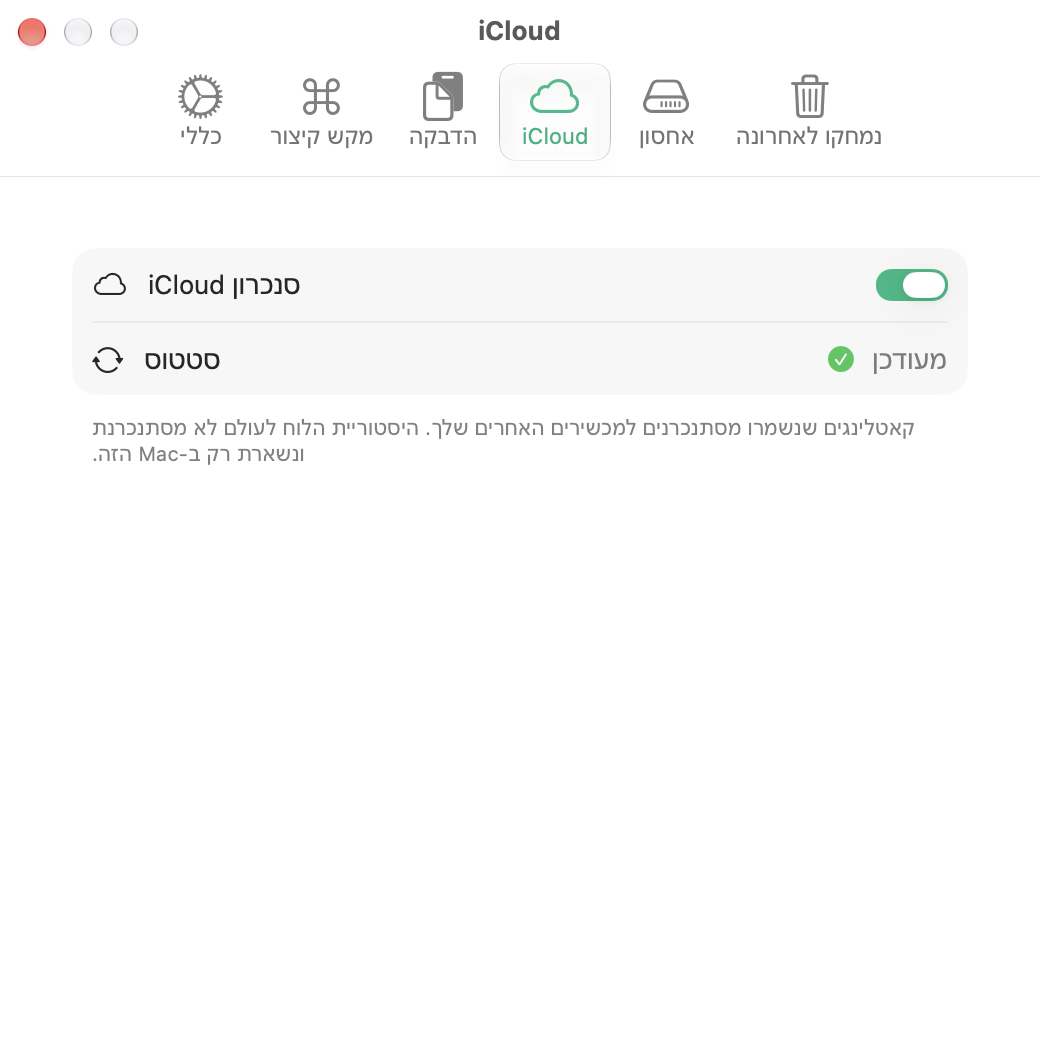 iCloud
כללי
מקש קיצור
הדבקה
iCloud
אחסון
נמחקו לאחרונה
סנכרון iCloud
סטטוס
מעודכן
קאטלינגים שנשמרו מסתנכרנים למכשירים האחרים שלך. היסטוריית הלוח לעולם לא מסתנכרנת
ונשארת רק ב-Mac הזה.